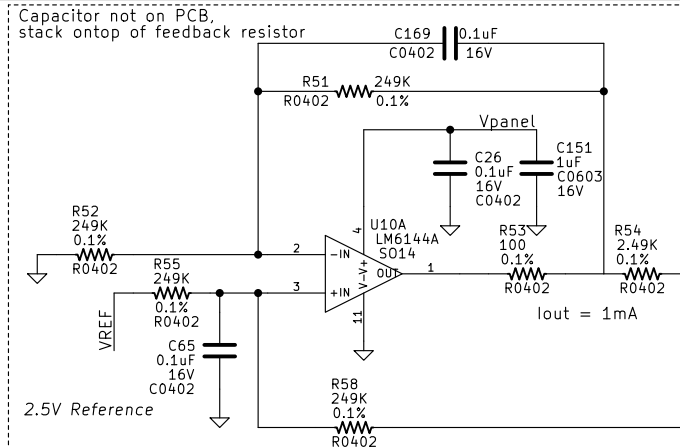 Capacitor not on PCB,
stack ontop of feedback resistor
C169 0.1uF
C0402 16V
R51 249K
R0402 0.1%
Vpanel
C26
0.1uF
16V
C0402
C151
1uF
C0603
16V
4
U10A
LM6144A
SO14
R52
249K
0.1%
R0402
2
-IN
V+
OUT
1
R53
100
0.1%
R0402
R54
2.49K
0.1%
R0402
R55
249K
0.1%
R0402
3
+IN
V-
11
Iout = 1mA
VREF
C65
0.1uF
16V
C0402
2.5V Reference
R58
249K
0.1%
R0402